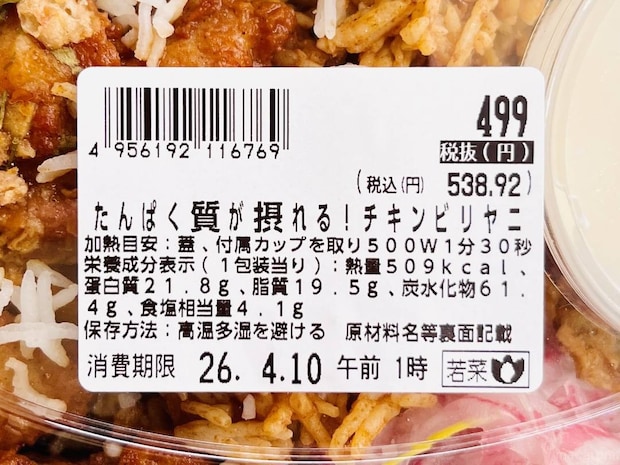 499
4 956192 116769
税抜(円)
(税込(円) 538.92)
たんぱく質が摂れる!チキンビリヤニ
加熱目安:蓋、付属カップを取り500W1分30秒
栄養成分表示(1包装当り):熱量509kcal、
蛋白質21.8g、脂質19.5g、炭水化物61.
4g、食塩相当量4.1g
保存方法:高温多湿を避ける 原材料名等裏面記載
消費期限 26. 4.10 午前 1時 若菜